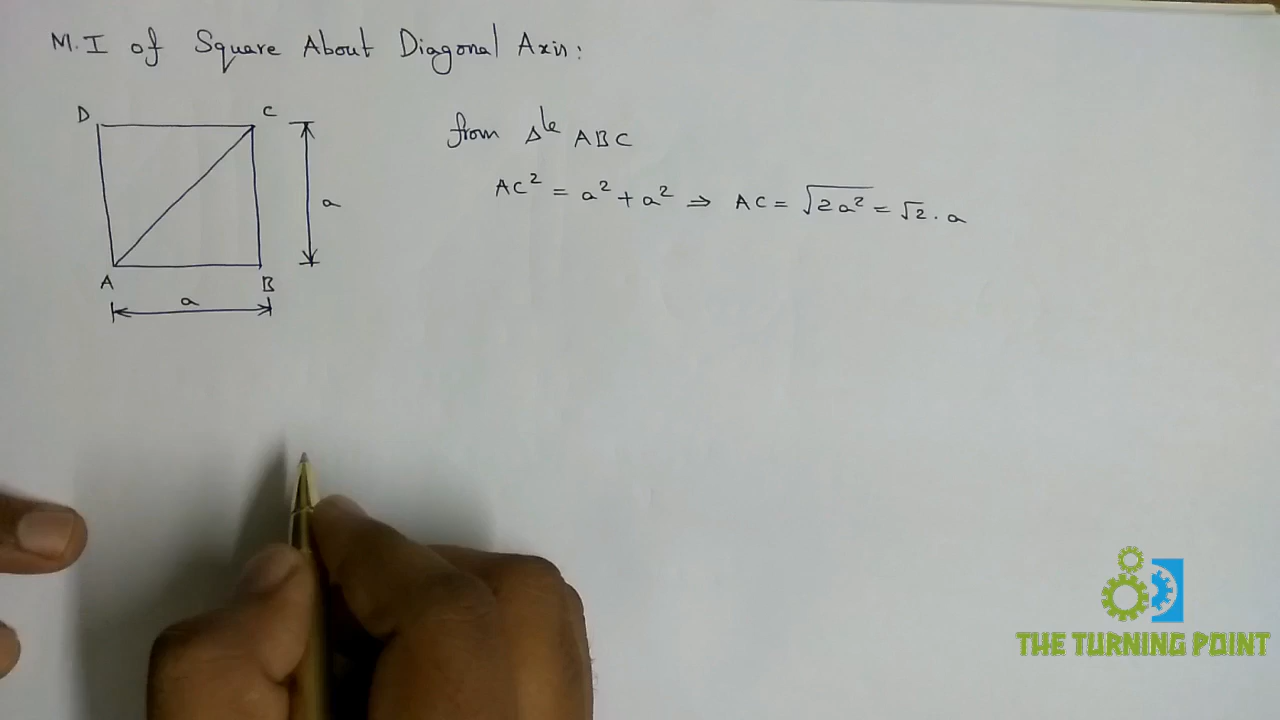 M.I of Square About Diagonal Axis:
D
C
from Δle ABC
AC² = a² + a² ⇒ AC = √2a² = √2 . a
a
A
B
a
THE TURNING POINT